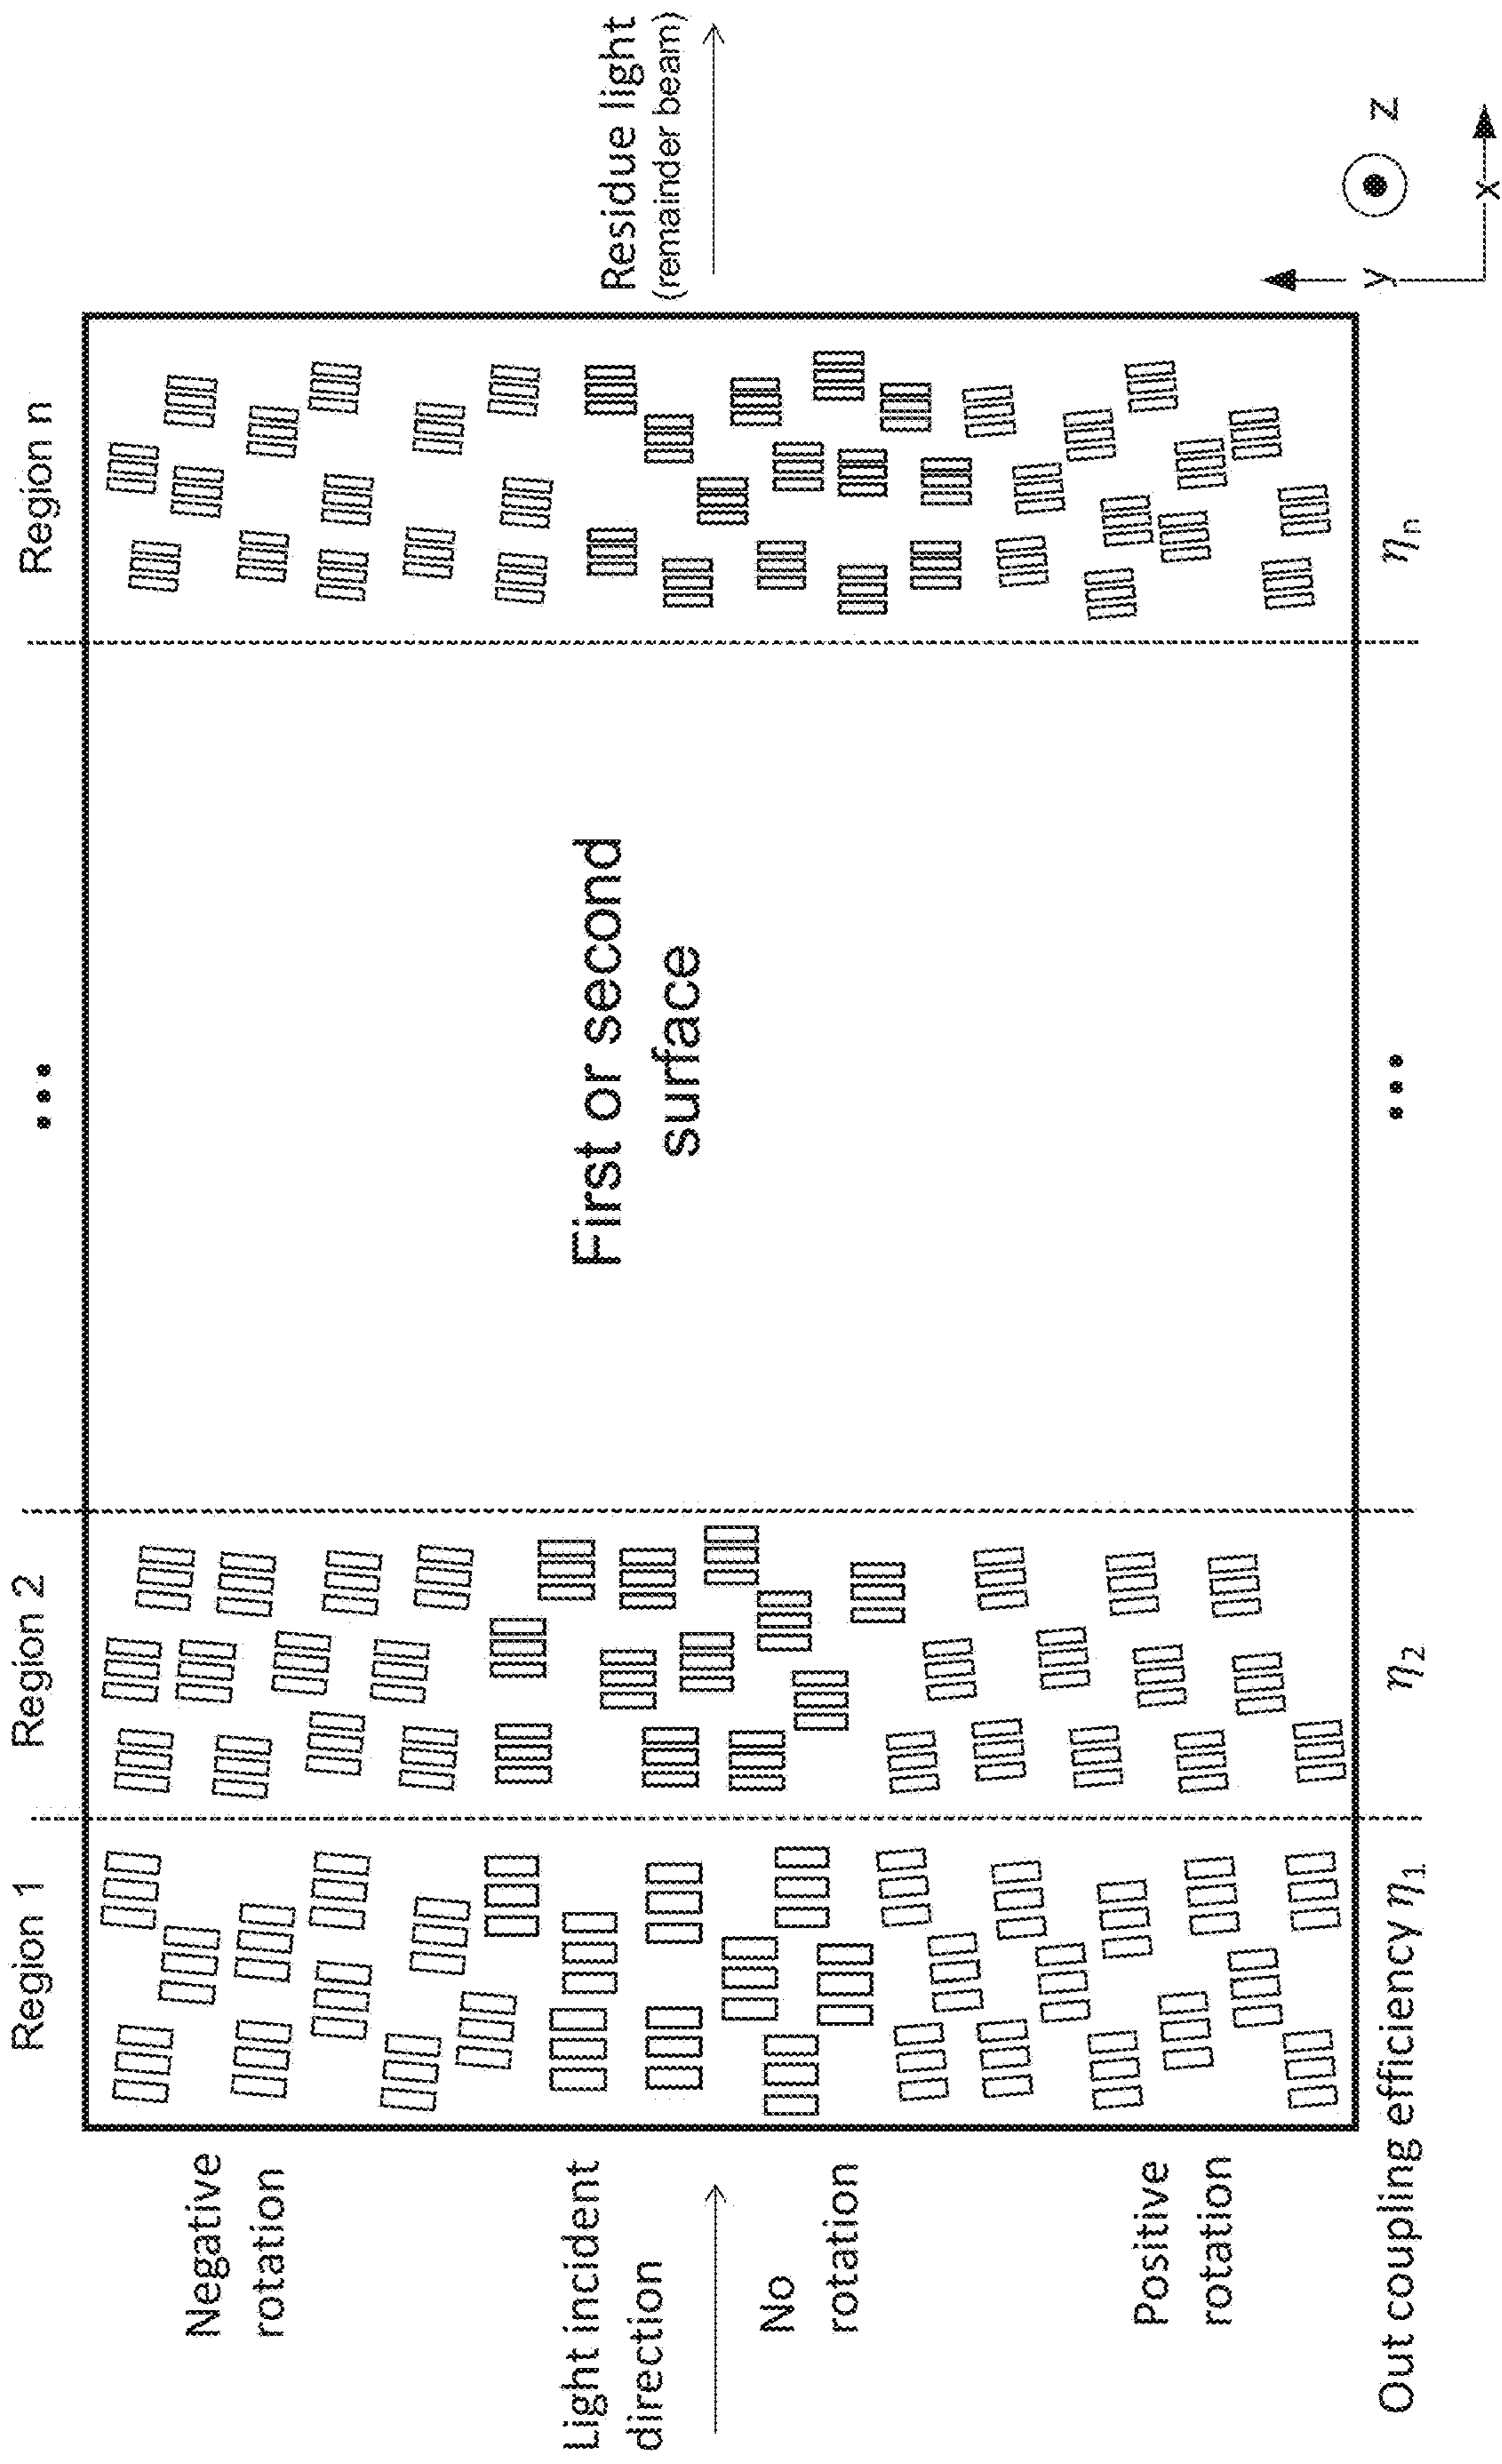 Region 1
Region 2
•••
Region n
Negative
rotation
Light incident
direction
No
rotation
Positive
rotation
First or second
surface
Residue light
(remainder beam)
Out coupling efficiency η₁
η₂
•••
ηₙ
y
z
x